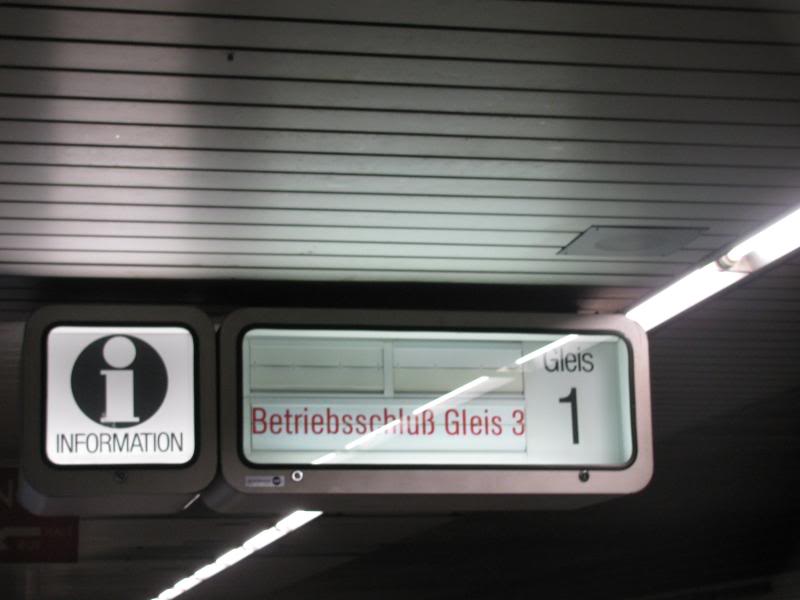 i
INFORMATION
Betriebsschluß Gleis 3
Gleis
1